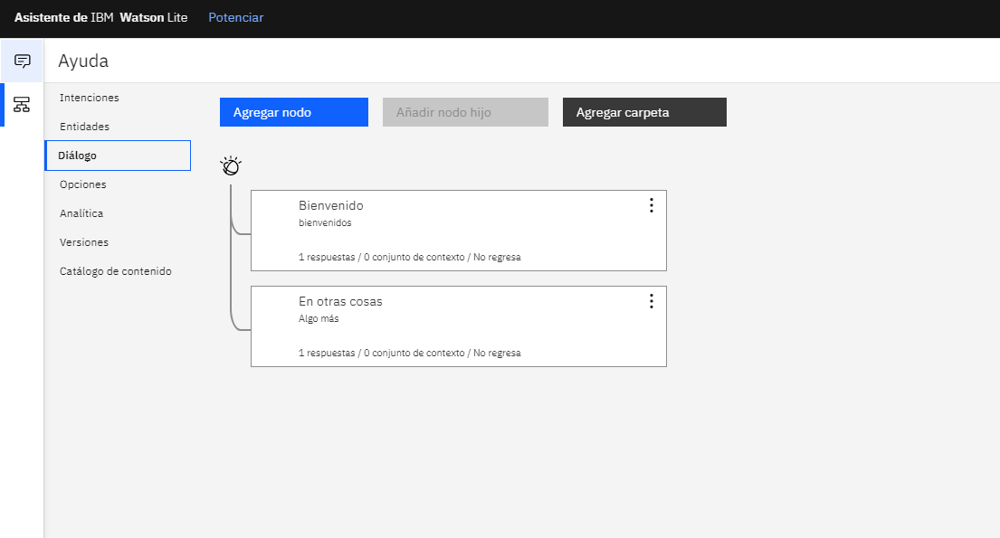 Asistente de IBM Watson Lite Potenciar
Ayuda
Intenciones
Entidades
Diálogo
Opciones
Analítica
Versiones
Catálogo de contenido
Agregar nodo
Añadir nodo hijo
Agregar carpeta
Bienvenido
bienvenidos
1 respuestas / 0 conjunto de contexto / No regresa
En otras cosas
Algo más
1 respuestas / 0 conjunto de contexto / No regresa